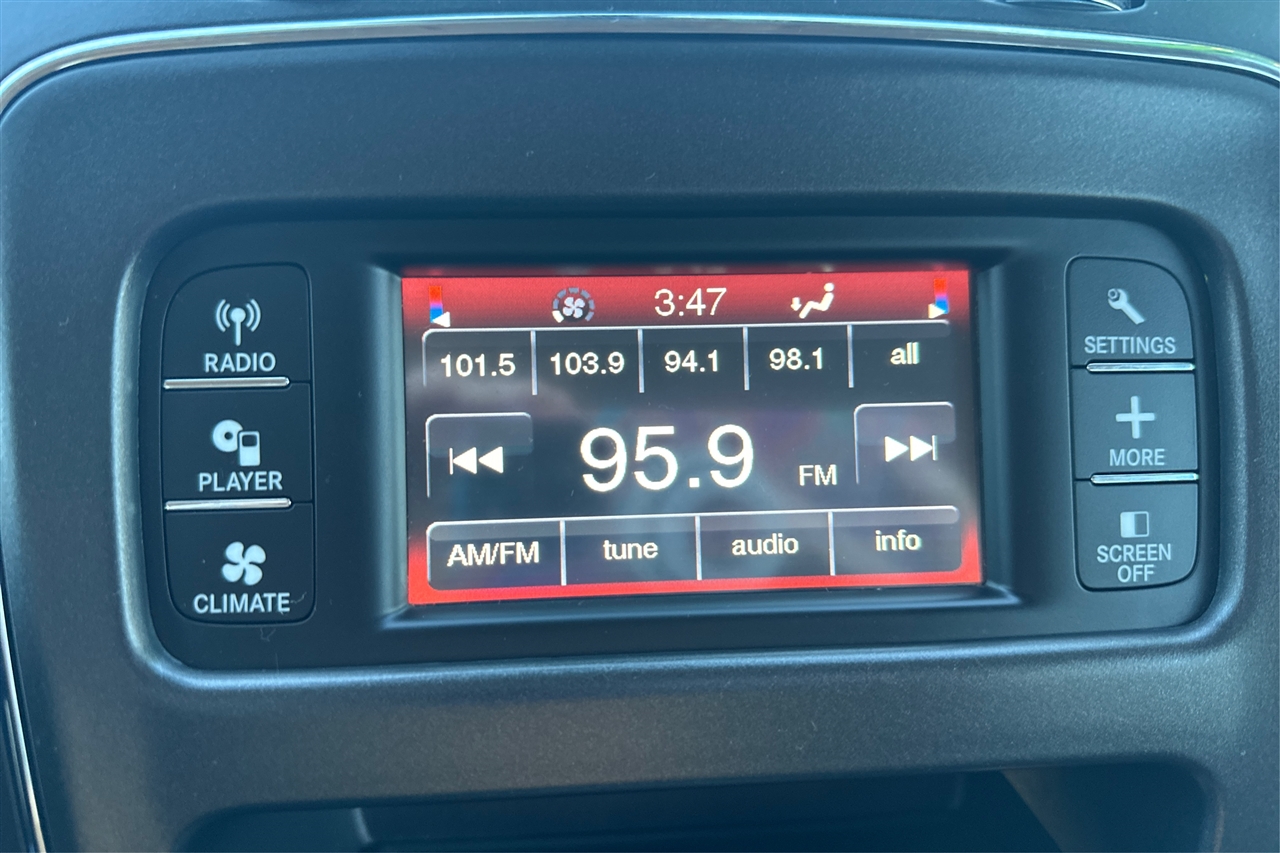 3:47
101.5 103.9 94.1 98.1 all
95.9 FM
AM/FM tune audio info
RADIO
PLAYER
CLIMATE
SETTINGS
MORE
SCREEN
OFF